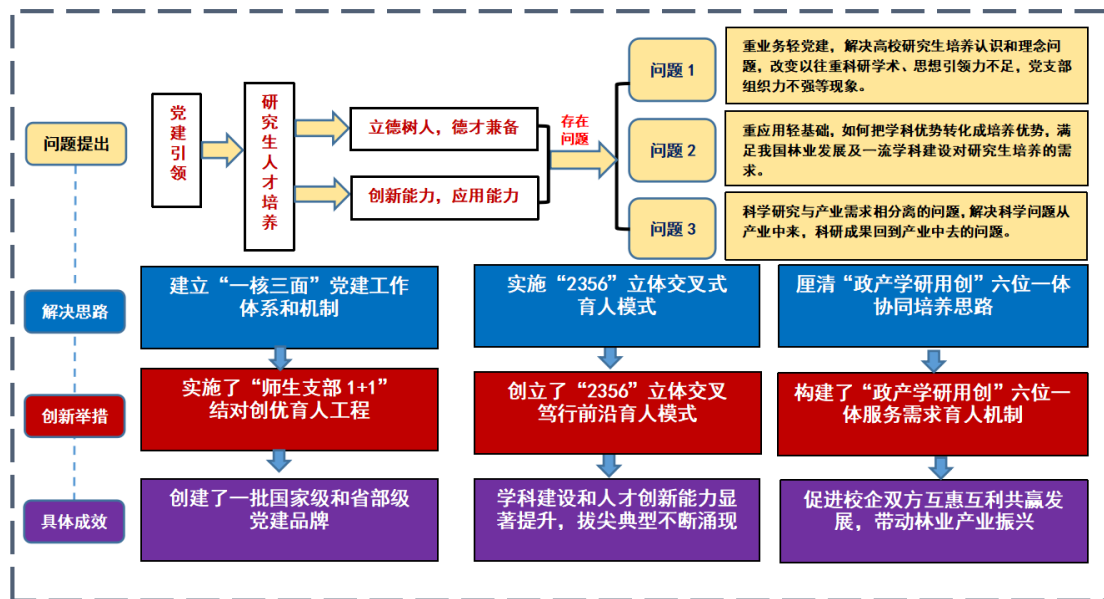 问题提出
党建引领
研究生人才培养
立德树人，德才兼备
创新能力，应用能力
存在
问题
问题 1
重业务轻党建，解决高校研究生培养认识和理念问
题，改变以往重科研学术、思想引领力不足，党支部
组织力不强等现象。
问题 2
重应用轻基础，如何把学科优势转化成培养优势，满
足我国林业发展及一流学科建设对研究生培养的需
求。
问题 3
科学研究与产业需求相分离的问题，解决科学问题从
产业中来，科研成果回到产业中去的问题。
解决思路
建立“一核三面”党建工作
体系和机制
实施“2356”立体交叉式
育人模式
厘清“政产学研用创”六位一体
协同培养思路
创新举措
实施了“师生支部 1+1”
结对创优育人工程
创立了“2356”立体交叉
笃行前沿育人模式
构建了“政产学研用创”六位一
体服务需求育人机制
具体成效
创建了一批国家级和省部级
党建品牌
学科建设和人才创新能力显
著提升，拔尖典型不断涌现
促进校企双方互惠互利共赢发
展，带动林业产业振兴